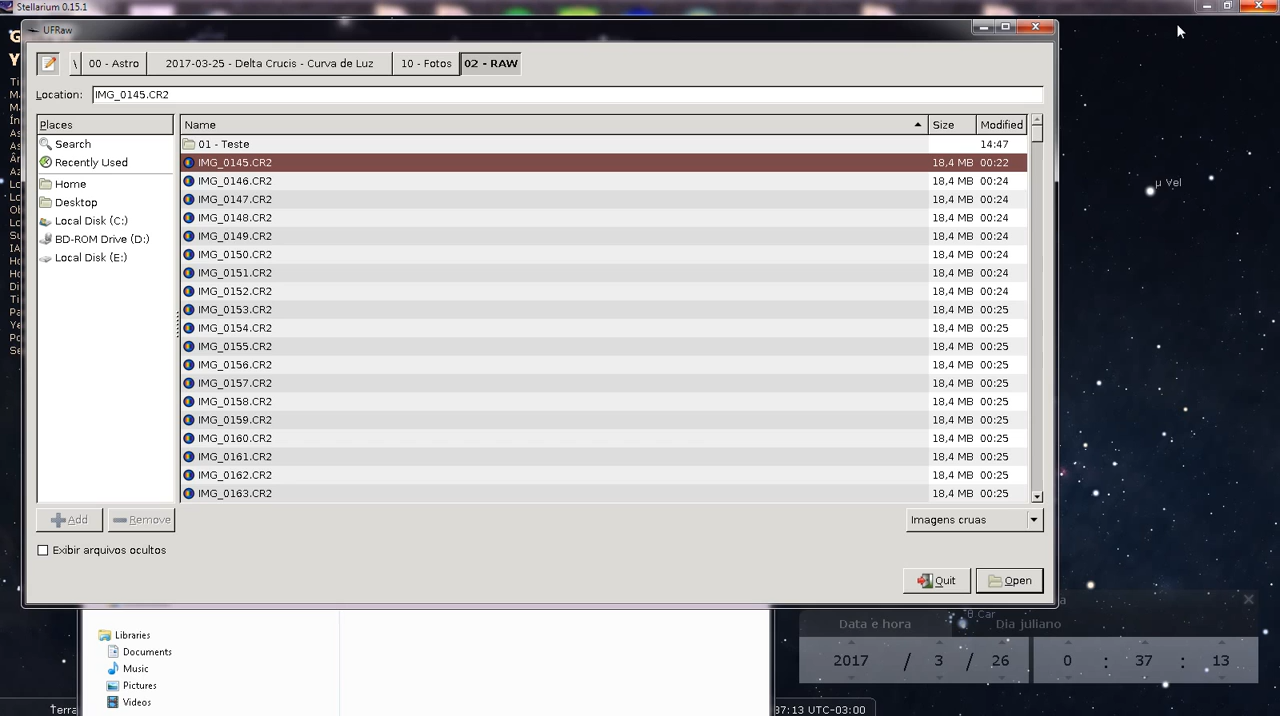 Stellarium 0.15.1
UFRaw
\ 00 - Astro 2017-03-25 - Delta Crucis - Curva de Luz 10 - Fotos 02 - RAW
Location: IMG_0145.CR2
Places Name Size Modified
Search 01 - Teste 14:47
Recently Used IMG_0145.CR2 18,4 MB 00:22
IMG_0146.CR2 18,4 MB 00:24
Home IMG_0147.CR2 18,4 MB 00:24
Desktop IMG_0148.CR2 18,4 MB 00:24
Local Disk (C:) IMG_0149.CR2 18,4 MB 00:24
BD-ROM Drive (D:) IMG_0150.CR2 18,4 MB 00:24
Local Disk (E:) IMG_0151.CR2 18,4 MB 00:24
IMG_0152.CR2 18,4 MB 00:24
IMG_0153.CR2 18,4 MB 00:25
IMG_0154.CR2 18,4 MB 00:25
IMG_0155.CR2 18,4 MB 00:25
IMG_0156.CR2 18,4 MB 00:25
IMG_0157.CR2 18,4 MB 00:25
IMG_0158.CR2 18,4 MB 00:25
IMG_0159.CR2 18,4 MB 00:25
IMG_0160.CR2 18,4 MB 00:25
IMG_0161.CR2 18,4 MB 00:25
IMG_0162.CR2 18,4 MB 00:25
IMG_0163.CR2 18,4 MB 00:25
Add Remove Imagens cruas
Exibir arquivos ocultos
Quit Open
μ Vel
Data e hora Dia juliano
2017 / 3 / 26 0 : 37 : 13
Libraries
Documents
Music
Pictures
Videos
Terra
37:13 UTC-03:00